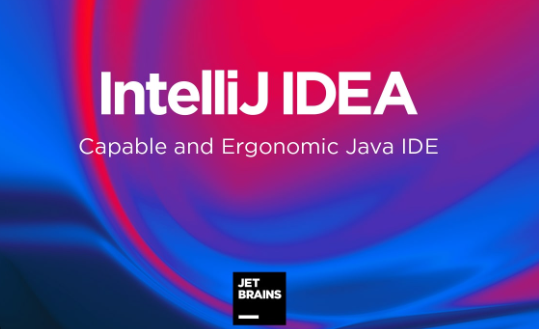 IntelliJ IDEA
Capable and Ergonomic Java IDE
JET
BRAINS